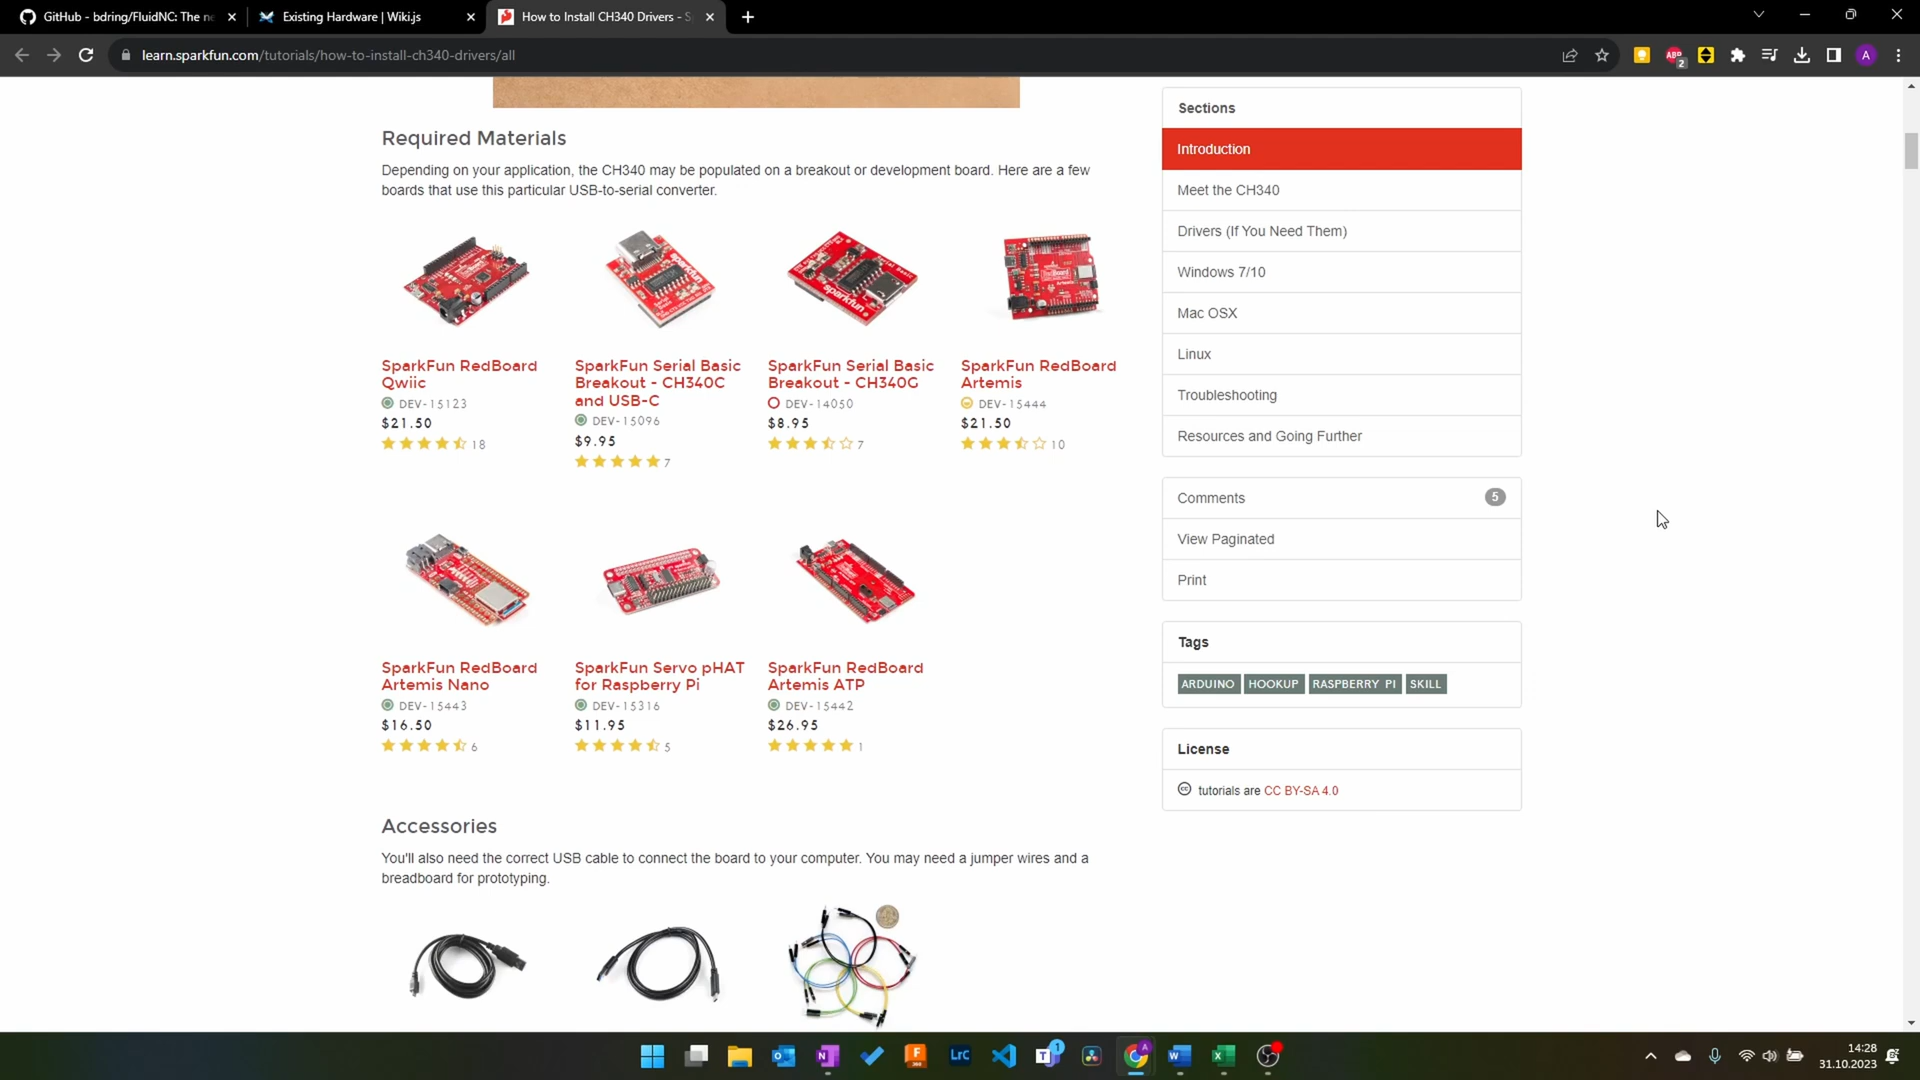 GitHub - bdring/FluidNC: The ne
Existing Hardware | Wiki.js
How to Install CH340 Drivers - S
learn.sparkfun.com/tutorials/how-to-install-ch340-drivers/all
ABP
2
A
Required Materials
Depending on your application, the CH340 may be populated on a breakout or development board. Here are a few
boards that use this particular USB-to-serial converter.
SparkFun RedBoard
Qwiic
DEV-15123
$21.50
18
SparkFun Serial Basic
Breakout - CH340C
and USB-C
DEV-15096
$9.95
7
SparkFun Serial Basic
Breakout - CH340G
DEV-14050
$8.95
7
SparkFun RedBoard
Artemis
DEV-15444
$21.50
10
SparkFun RedBoard
Artemis Nano
DEV-15443
$16.50
6
SparkFun Servo pHAT
for Raspberry Pi
DEV-15316
$11.95
5
SparkFun RedBoard
Artemis ATP
DEV-15442
$26.95
1
Accessories
You'll also need the correct USB cable to connect the board to your computer. You may need a jumper wires and a
breadboard for prototyping.
Sections
Introduction
Meet the CH340
Drivers (If You Need Them)
Windows 7/10
Mac OSX
Linux
Troubleshooting
Resources and Going Further
Comments 5
View Paginated
Print
Tags
ARDUINO HOOKUP RASPBERRY PI SKILL
License
tutorials are CC BY-SA 4.0
LrC
1
14:28
31.10.2023